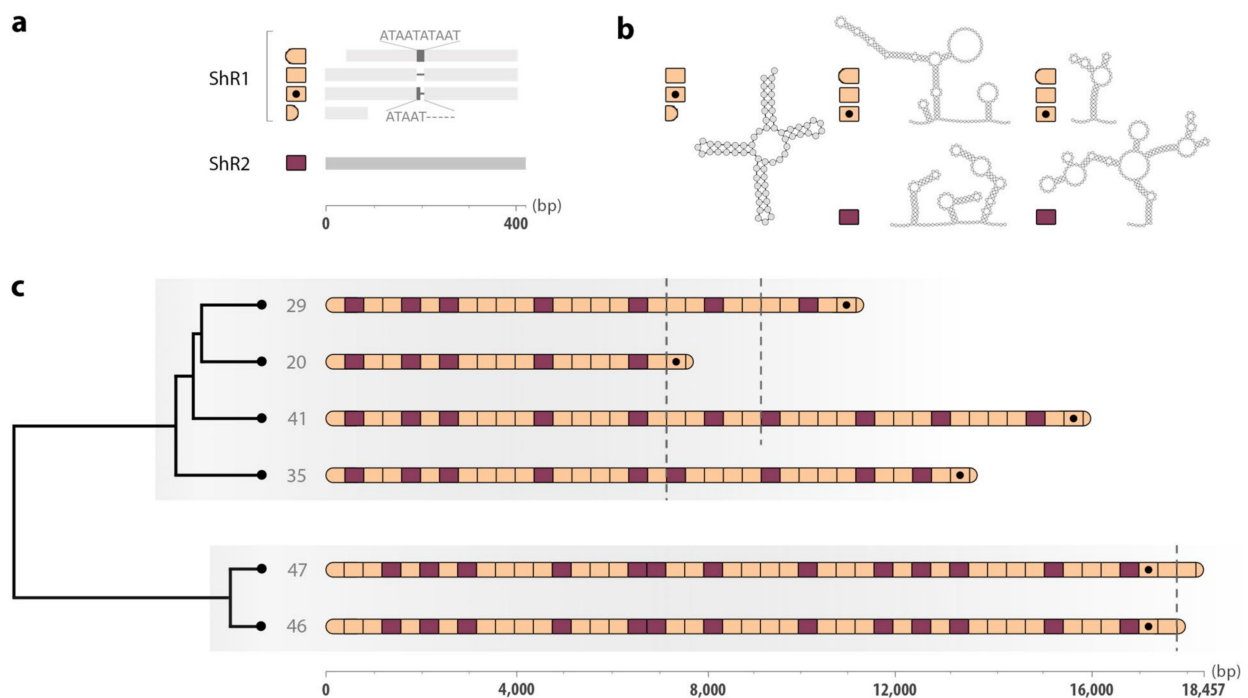 a
ATAATATAAT
ShR1
ATAAT-----
ShR2
(bp)
0 400
b
c
29
20
41
35
47
46
(bp)
0 4,000 8,000 12,000 16,000 18,457